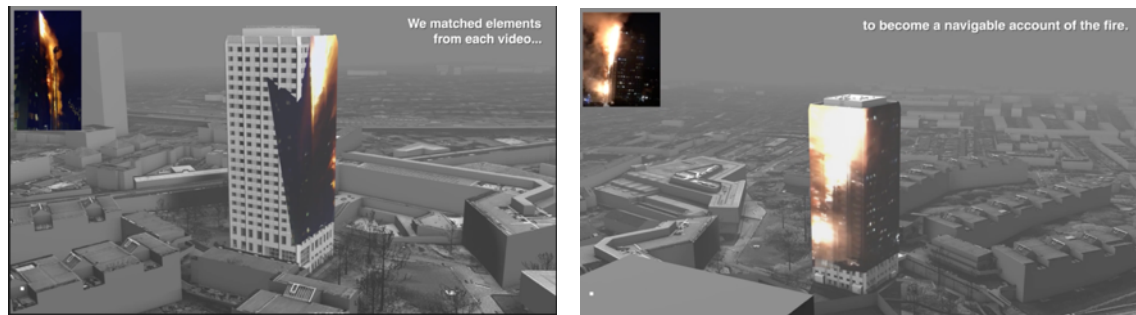 We matched elements
from each video...
to become a navigable account of the fire.